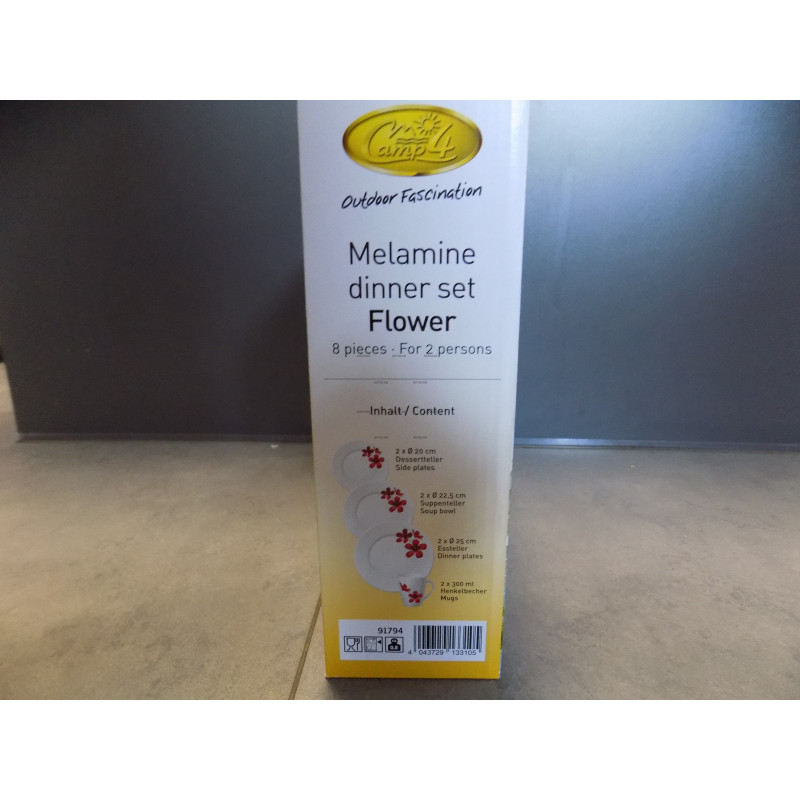 Camp4
Outdoor Fascination
Melamine
dinner set
Flower
8 pieces - For 2 persons
Inhalt / Content
2 x Ø 20 cm
Dessertteller
Side plates
2 x Ø 22,5 cm
Suppenteller
Soup bowl
2 x Ø 25 cm
Essteller
Dinner plates
2 x 300 ml
Henkelbecher
Mugs
91794
4 043729 133105